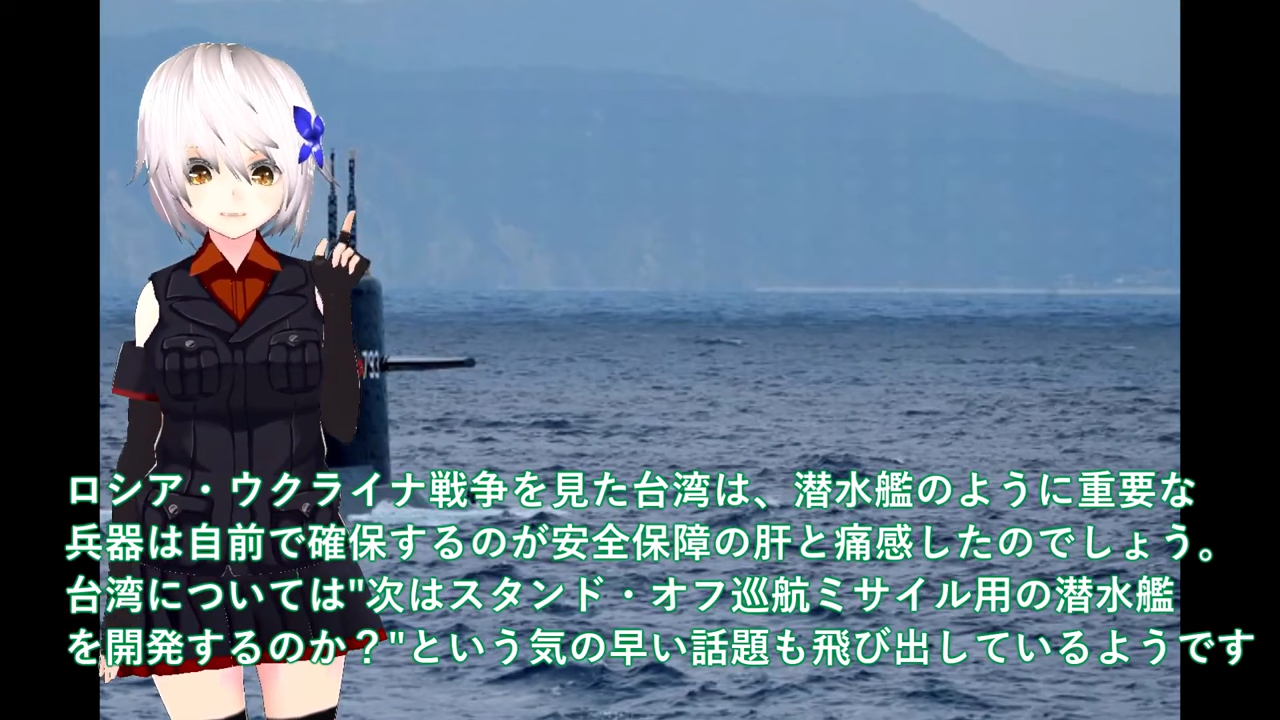 793
ロシア・ウクライナ戦争を見た台湾は、潜水艦のように重要な
兵器は自前で確保するのが安全保障の肝と痛感したのでしょう。
台湾については"次はスタンド・オフ巡航ミサイル用の潜水艦
を開発するのか？"という気の早い話題も飛び出しているようです